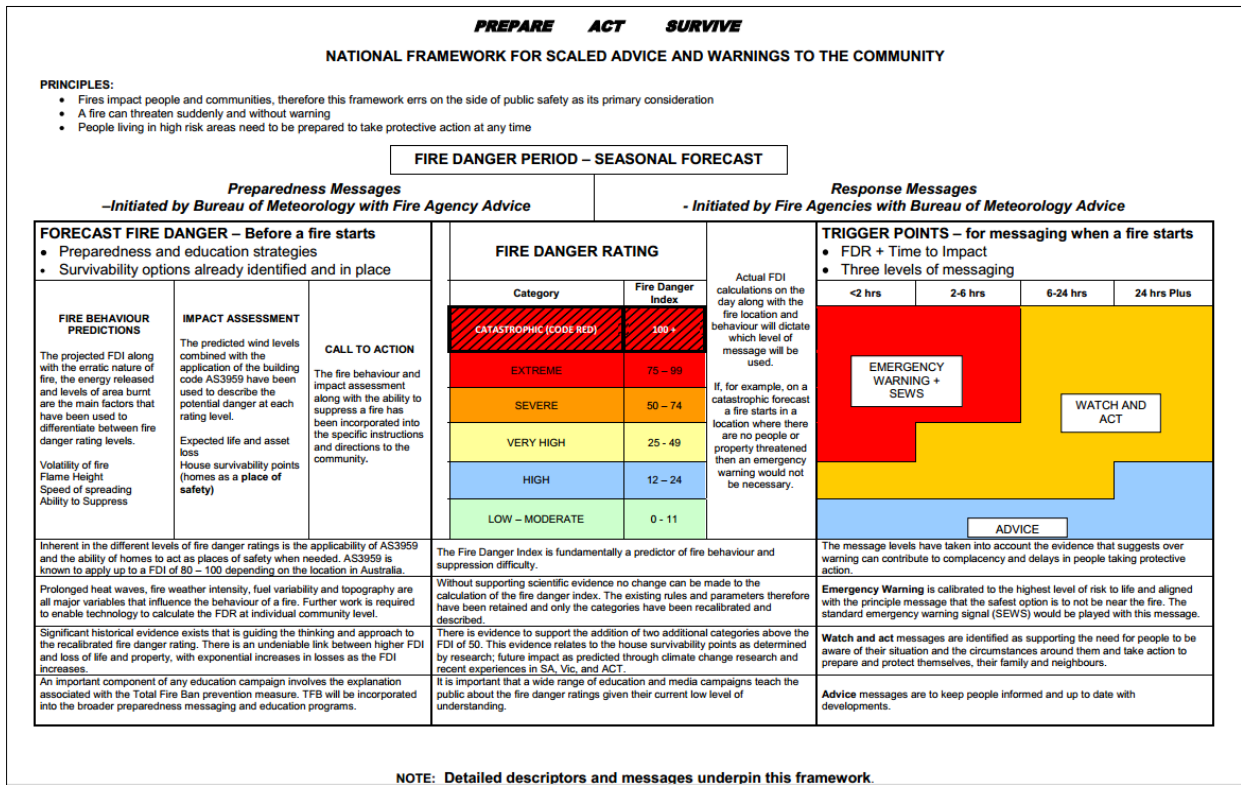 PREPARE ACT SURVIVE
NATIONAL FRAMEWORK FOR SCALED ADVICE AND WARNINGS TO THE COMMUNITY
PRINCIPLES:
• Fires impact people and communities, therefore this framework errs on the side of public safety as its primary consideration
• A fire can threaten suddenly and without warning
• People living in high risk areas need to be prepared to take protective action at any time
FIRE DANGER PERIOD – SEASONAL FORECAST
Preparedness Messages
–Initiated by Bureau of Meteorology with Fire Agency Advice
Response Messages
- Initiated by Fire Agencies with Bureau of Meteorology Advice
FORECAST FIRE DANGER – Before a fire starts
• Preparedness and education strategies
• Survivability options already identified and in place
FIRE BEHAVIOUR
PREDICTIONS
The projected FDI along
with the erratic nature of
fire, the energy released
and levels of area burnt
are the main factors that
have been used to
differentiate between fire
danger rating levels.
Volatility of fire
Flame Height
Speed of spreading
Ability to Suppress
IMPACT ASSESSMENT
The predicted wind levels
combined with the
application of the building
code AS3959 have been
used to describe the
potential danger at each
rating level.
Expected life and asset
loss
House survivability points
(homes as a place of
safety)
CALL TO ACTION
The fire behaviour and
impact assessment
along with the ability to
suppress a fire has
been incorporated into
the specific instructions
and directions to the
community.
FIRE DANGER RATING
Category
Fire Danger
Index
CATASTROPHIC (CODE RED) 100 +
EXTREME 75 – 99
SEVERE 50 – 74
VERY HIGH 25 - 49
HIGH 12 – 24
LOW – MODERATE 0 - 11
Actual FDI
calculations on the
day along with the
fire location and
behaviour will dictate
which level of
message will be
used.
If, for example, on a
catastrophic forecast
a fire starts in a
location where there
are no people or
property threatened
then an emergency
warning would not
be necessary.
TRIGGER POINTS – for messaging when a fire starts
• FDR + Time to Impact
• Three levels of messaging
<2 hrs 2-6 hrs 6-24 hrs 24 hrs Plus
EMERGENCY
WARNING +
SEWS
WATCH AND
ACT
ADVICE
Inherent in the different levels of fire danger ratings is the applicability of AS3959
and the ability of homes to act as places of safety when needed. AS3959 is
known to apply up to a FDI of 80 – 100 depending on the location in Australia.
The Fire Danger Index is fundamentally a predictor of fire behaviour and
suppression difficulty.
The message levels have taken into account the evidence that suggests over
warning can contribute to complacency and delays in people taking protective
action.
Prolonged heat waves, fire weather intensity, fuel variability and topography are
all major variables that influence the behaviour of a fire. Further work is required
to enable technology to calculate the FDR at individual community level.
Without supporting scientific evidence no change can be made to the
calculation of the fire danger index. The existing rules and parameters therefore
have been retained and only the categories have been recalibrated and
described.
Emergency Warning is calibrated to the highest level of risk to life and aligned
with the principle message that the safest option is to not be near the fire. The
standard emergency warning signal (SEWS) would be played with this message.
Significant historical evidence exists that is guiding the thinking and approach to
the recalibrated fire danger rating. There is an undeniable link between higher FDI
and loss of life and property, with exponential increases in losses as the FDI
increases.
There is evidence to support the addition of two additional categories above the
FDI of 50. This evidence relates to the house survivability points as determined
by research; future impact as predicted through climate change research and
recent experiences in SA, Vic, and ACT.
Watch and act messages are identified as supporting the need for people to be
aware of their situation and the circumstances around them and take action to
prepare and protect themselves, their family and neighbours.
An important component of any education campaign involves the explanation
associated with the Total Fire Ban prevention measure. TFB will be incorporated
into the broader preparedness messaging and education programs.
It is important that a wide range of education and media campaigns teach the
public about the fire danger ratings given their current low level of
understanding.
Advice messages are to keep people informed and up to date with
developments.
NOTE: Detailed descriptors and messages underpin this framework.